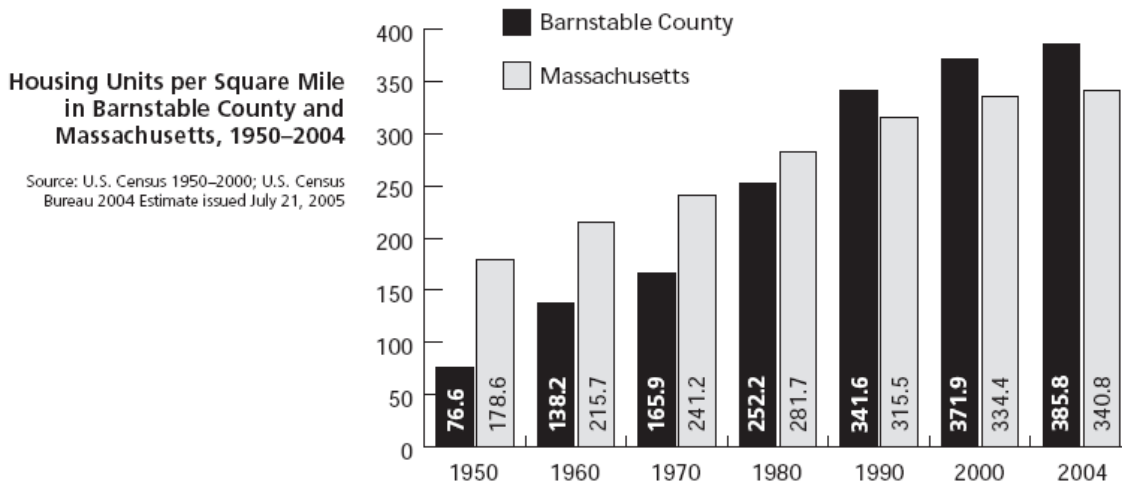 Housing Units per Square Mile
in Barnstable County and
Massachusetts, 1950–2004
Source: U.S. Census 1950–2000; U.S. Census
Bureau 2004 Estimate issued July 21, 2005
Barnstable County
Massachusetts
400
350
300
250
200
150
100
50
0
76.6
178.6
138.2
215.7
165.9
241.2
252.2
281.7
341.6
315.5
371.9
334.4
385.8
340.8
1950 1960 1970 1980 1990 2000 2004